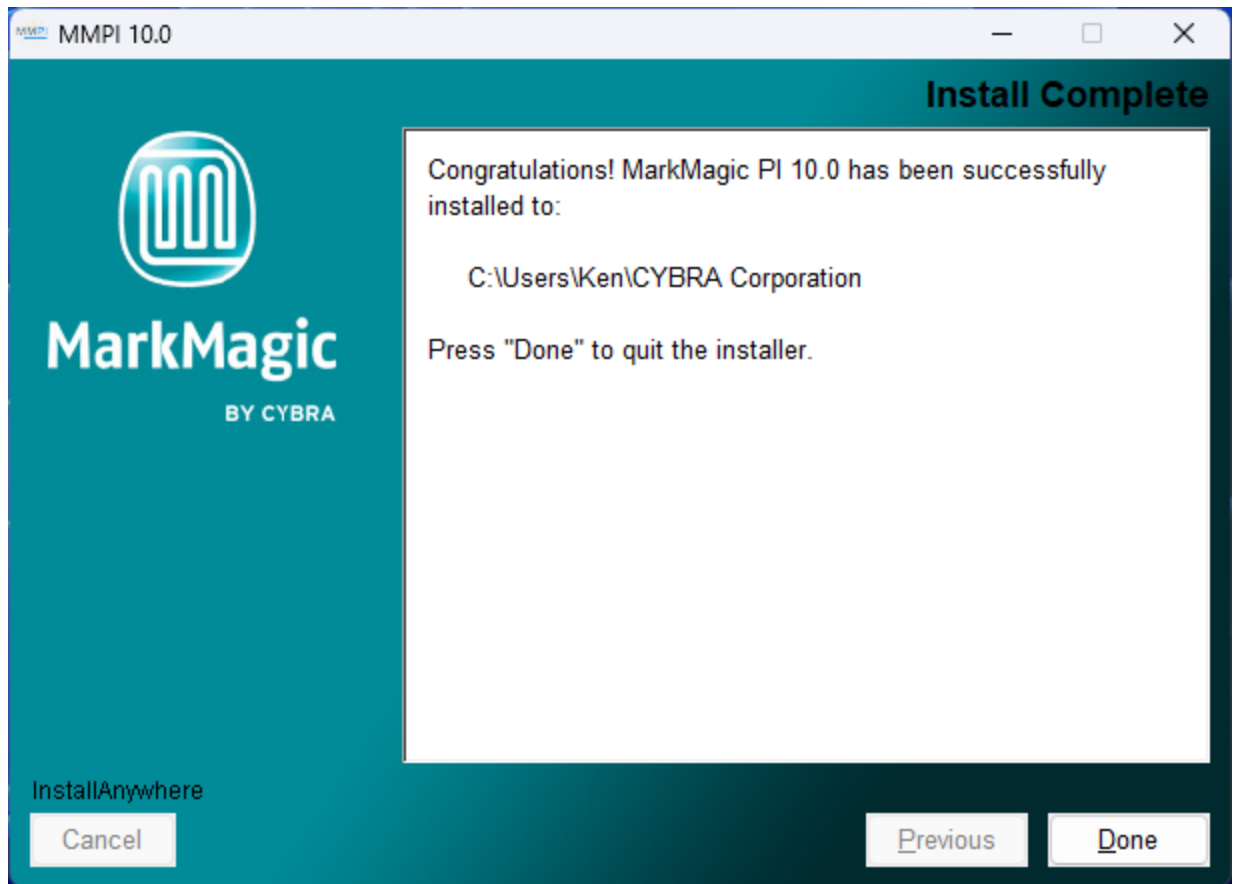 MMPI 10.0
Install Complete
MarkMagic
BY CYBRA
Congratulations! MarkMagic PI 10.0 has been successfully
installed to:
C:\Users\Ken\CYBRA Corporation
Press "Done" to quit the installer.
InstallAnywhere
Cancel
Previous
Done